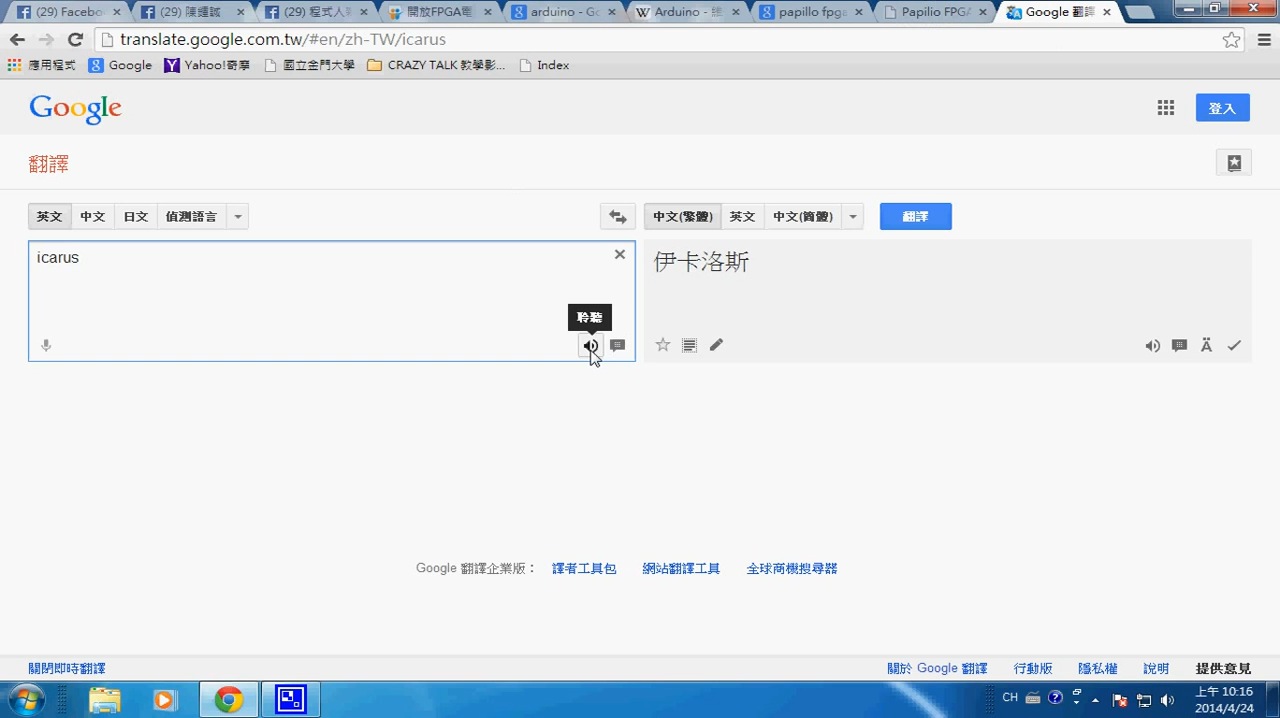 (29) Facebo
(29) 陳鍾誠
(29) 程式人
開放FPGA電
arduino - Go
Arduino - 維
papillo fpga
Papilio FPGA
Google 翻譯
translate.google.com.tw/#en/zh-TW/icarus
應用程式
Google
Yahoo!奇摩
國立金門大學
CRAZY TALK 教學影...
Index
Google
登入
翻譯
英文 中文 日文 偵測語言
中文(繁體) 英文 中文(簡體)
翻譯
icarus
伊卡洛斯
聆聽
Ä
Google 翻譯企業版： 譯者工具包 網站翻譯工具 全球商機搜尋器
關閉即時翻譯
關於 Google 翻譯 行動版 隱私權 說明 提供意見
CH
上午 10:16
2014/4/24